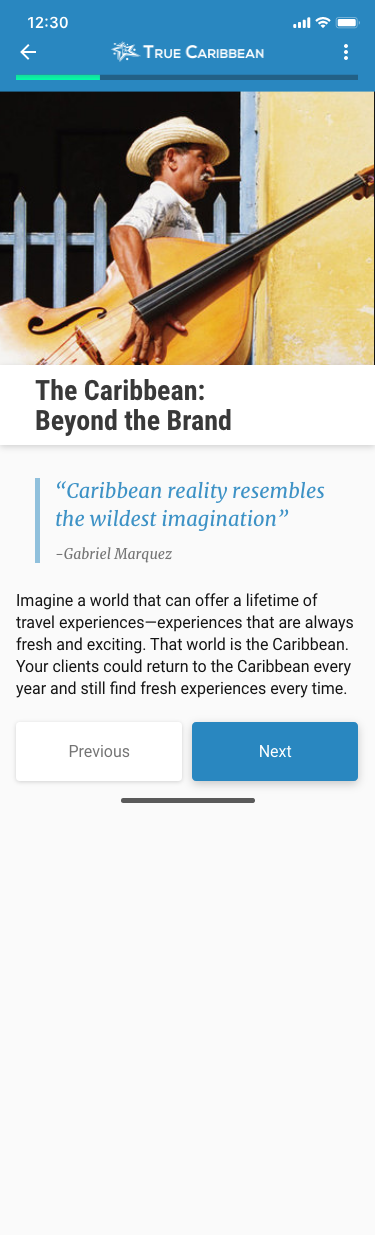 12:30
True Caribbean
The Caribbean:
Beyond the Brand
“Caribbean reality resembles
the wildest imagination”
-Gabriel Marquez
Imagine a world that can offer a lifetime of
travel experiences—experiences that are always
fresh and exciting. That world is the Caribbean.
Your clients could return to the Caribbean every
year and still find fresh experiences every time.
Previous
Next